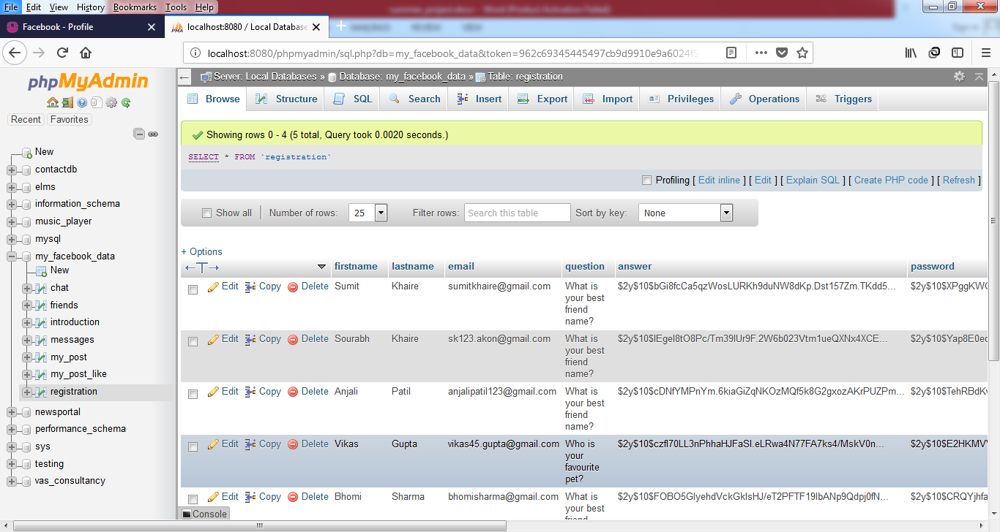 File Edit View History Bookmarks Tools Help
Facebook - Profile
PMA localhost:8080 / Local Database
localhost:8080/phpmyadmin/sql.php?db=my_facebook_data&token=962c69345445497cb9d9910e9a6024f5
phpMyAdmin
Recent Favorites
New
contactdb
elms
information_schema
music_player
mysql
my_facebook_data
New
chat
friends
introduction
messages
my_post
my_post_like
registration
newsportal
performance_schema
sys
testing
vas_consultancy
Server: Local Databases » Database: my_facebook_data » Table: registration
Browse Structure SQL Search Insert Export Import Privileges Operations Triggers
Showing rows 0 - 4 (5 total, Query took 0.0020 seconds.)
SELECT * FROM `registration`
Profiling [ Edit inline ] [ Edit ] [ Explain SQL ] [ Create PHP code ] [ Refresh ]
Show all Number of rows: 25 Filter rows: Search this table Sort by key: None
+ Options
firstname lastname email question answer password
Edit Copy Delete Sumit Khaire sumitkhaire@gmail.com What is $2y$10$bGi8fcCa5qzWosLURKh9duNW8dKp.Dst157Zm.TKdd5... $2y$10$XPggKWC
your best
friend
name?
Edit Copy Delete Sourabh Khaire sk123.akon@gmail.com What is $2y$10$lEgel8tO8Pc/Tm39lUr9F.2W6b023Vtm1ueQXNx4XCE... $2y$10$Yap8E0ec
your best
friend
name?
Edit Copy Delete Anjali Patil anjalipatil123@gmail.com What is $2y$10$cDNfYMPnYm.6kiaGiZqNKOzMQf5k8G2gxozAKrPUZPm... $2y$10$TehRBdKv
your best
friend
name?
Edit Copy Delete Vikas Gupta vikas45.gupta@gmail.com Who is $2y$10$czfl70LL3nPhhaHJFaSl.eLRwa4N77FA7ks4/MskV0n... $2y$10$E2HKMV
your
favourite
pet?
Edit Copy Delete Bhomi Sharma bhomisharma@gmail.com What is $2y$10$FOBO5GlyehdVckGklsHJ/eT2PFTF19lbANp9Qdpj0fN... $2y$10$CRQYjhfa
your best
friend
Console